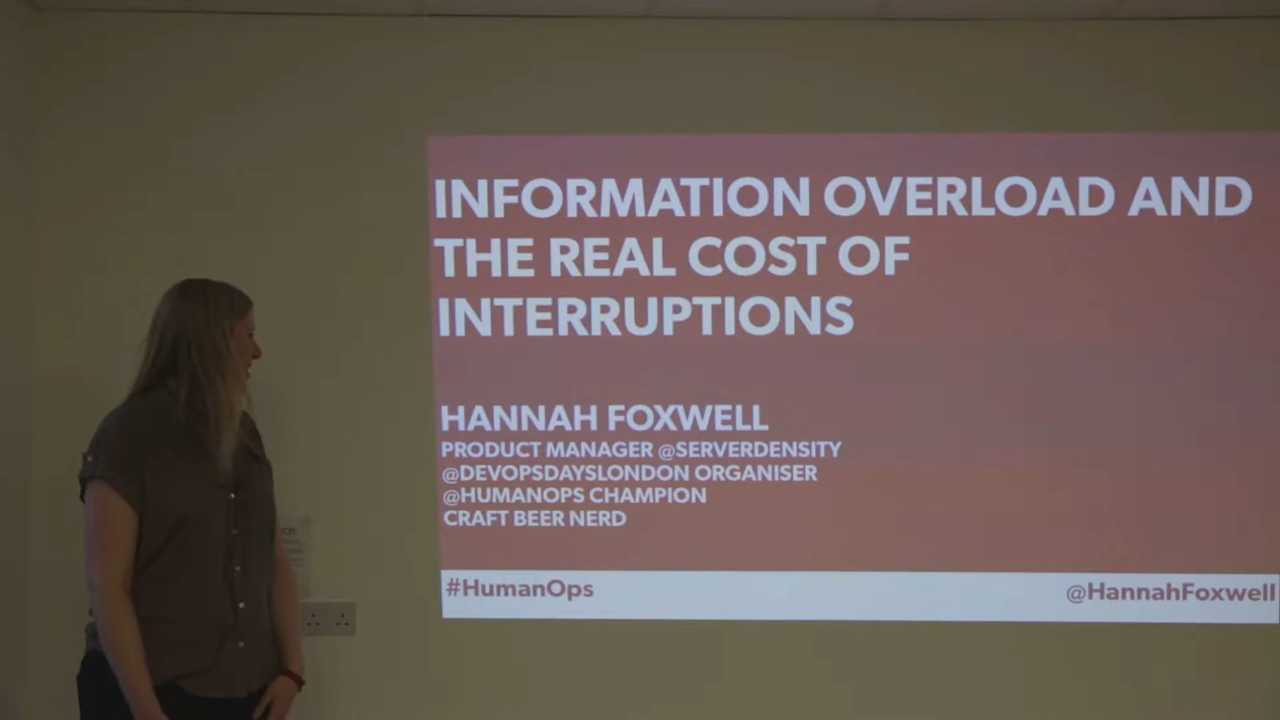 INFORMATION OVERLOAD AND
THE REAL COST OF
INTERRUPTIONS
HANNAH FOXWELL
PRODUCT MANAGER @SERVERDENSITY
@DEVOPSDAYSLONDON ORGANISER
@HUMANOPS CHAMPION
CRAFT BEER NERD
#HumanOps
@HannahFoxwell